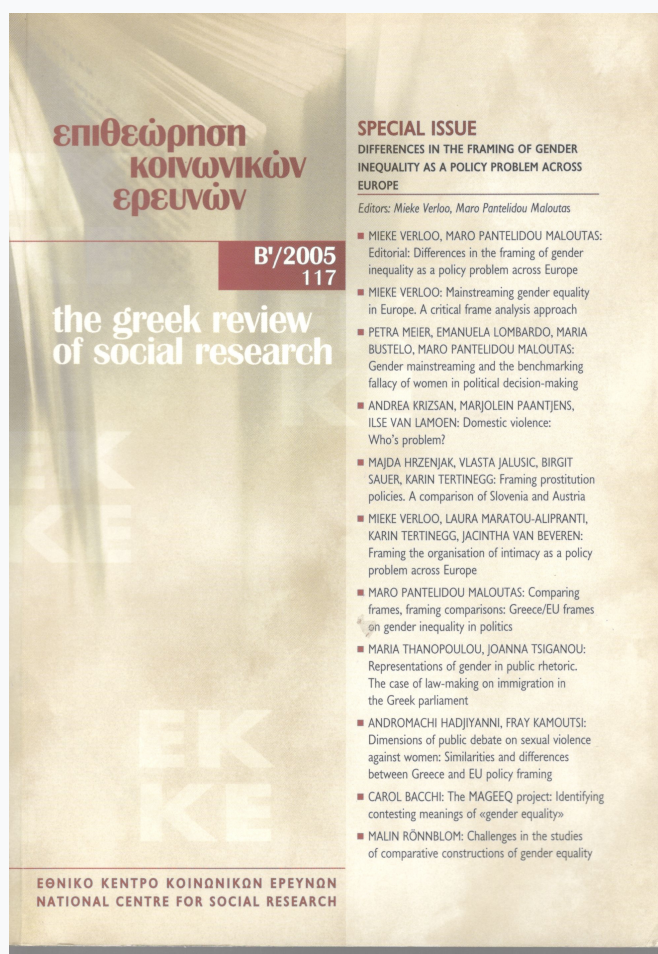 επιθεώρηση
κοινωνικών
ερευνών
Β'/2005
117
the greek review
of social research
EK
KE
EK
KE
ΕΘΝΙΚΟ ΚΕΝΤΡΟ ΚΟΙΝΩΝΙΚΩΝ ΕΡΕΥΝΩΝ
NATIONAL CENTRE FOR SOCIAL RESEARCH
SPECIAL ISSUE
DIFFERENCES IN THE FRAMING OF GENDER
INEQUALITY AS A POLICY PROBLEM ACROSS
EUROPE
Editors: Mieke Verloo, Maro Pantelidou Maloutas
■ MIEKE VERLOO, MARO PANTELIDOU MALOUTAS:
Editorial: Differences in the framing of gender
inequality as a policy problem across Europe
■ MIEKE VERLOO: Mainstreaming gender equality
in Europe. A critical frame analysis approach
■ PETRA MEIER, EMANUELA LOMBARDO, MARIA
BUSTELO, MARO PANTELIDOU MALOUTAS:
Gender mainstreaming and the benchmarking
fallacy of women in political decision-making
■ ANDREA KRIZSAN, MARJOLEIN PAANTJENS,
ILSE VAN LAMOEN: Domestic violence:
Who's problem?
■ MAJDA HRZENJAK, VLASTA JALUSIC, BIRGIT
SAUER, KARIN TERTINEGG: Framing prostitution
policies. A comparison of Slovenia and Austria
■ MIEKE VERLOO, LAURA MARATOU-ALIPRANTI,
KARIN TERTINEGG, JACINTHA VAN BEVEREN:
Framing the organisation of intimacy as a policy
problem across Europe
■ MARO PANTELIDOU MALOUTAS: Comparing
frames, framing comparisons: Greece/EU frames
on gender inequality in politics
■ MARIA THANOPOULOU, JOANNA TSIGANOU:
Representations of gender in public rhetoric.
The case of law-making on immigration in
the Greek parliament
■ ANDROMACHI HADJIYANNI, FRAY KAMOUTSI:
Dimensions of public debate on sexual violence
against women: Similarities and differences
between Greece and EU policy framing
■ CAROL BACCHI: The MAGEEQ project: Identifying
contesting meanings of «gender equality»
■ MALIN RÖNNBLOM: Challenges in the studies
of comparative constructions of gender equality